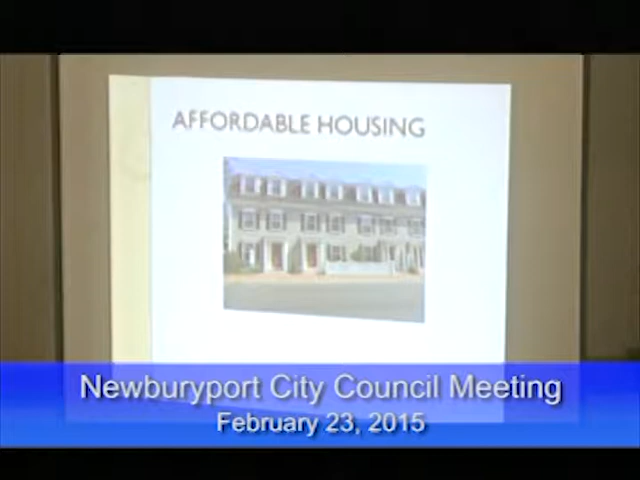 AFFORDABLE HOUSING
Newburyport City Council Meeting
February 23, 2015